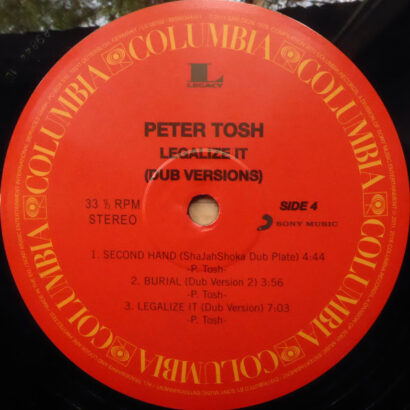 COLUMBIA COLUMBIA COLUMBIA COLUMBIA COLUMBIA COLUMBIA
L
LEGACY
PETER TOSH
LEGALIZE IT
(DUB VERSIONS)
33 ⅓ RPM
STEREO
SIDE 4
SONY MUSIC
1. SECOND HAND (ShaJahShoka Dub Plate) 4:44
-P. Tosh-
2. BURIAL (Dub Version 2) 3:56
-P. Tosh-
3. LEGALIZE IT (Dub Version) 7:03
-P. Tosh-